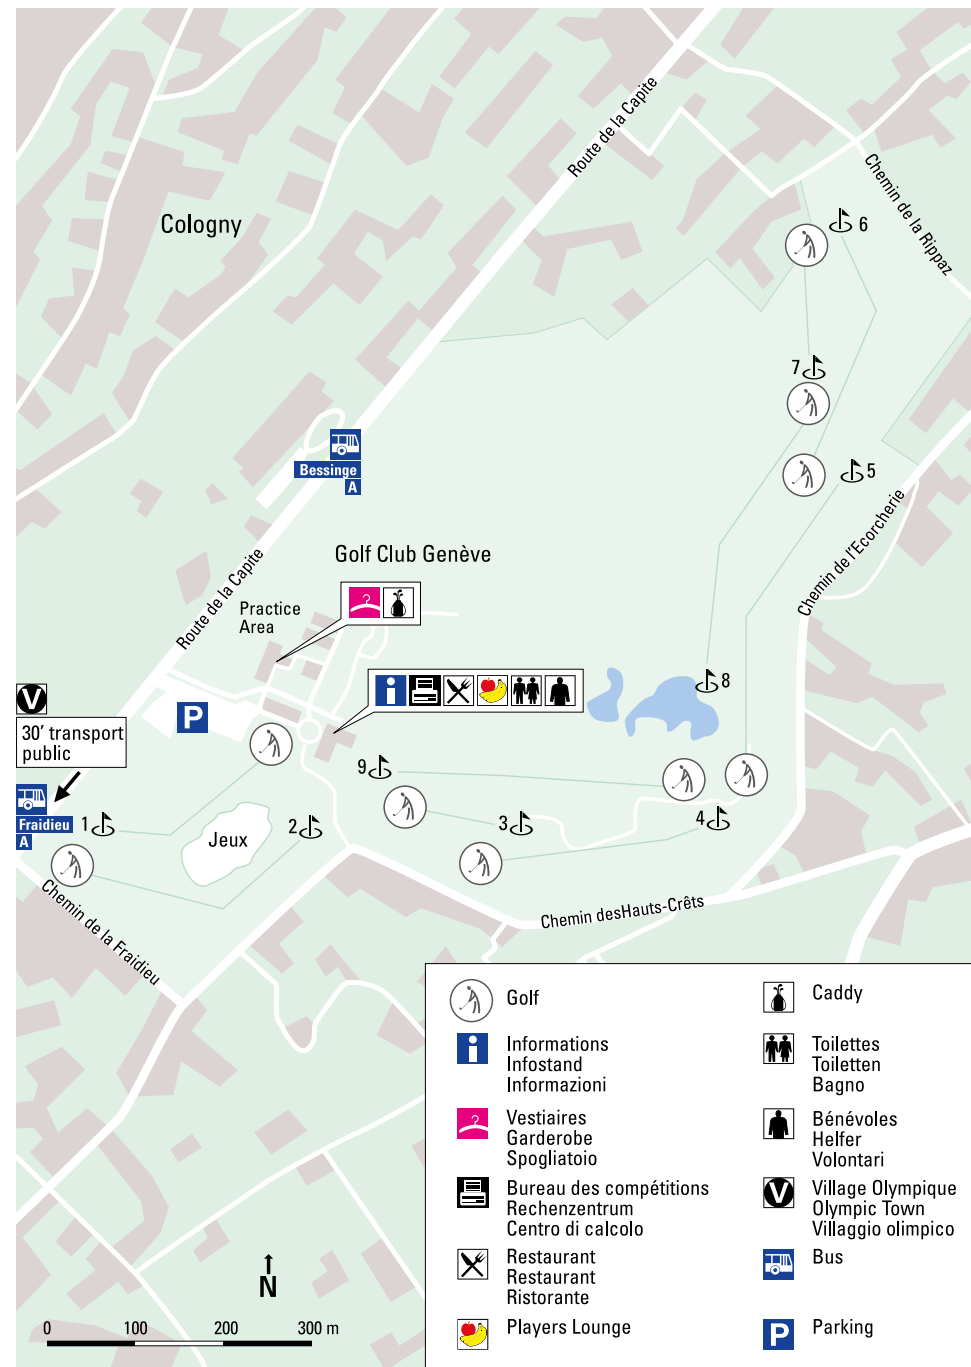 Route de la Capite
Chemin de la Rippaz
Cologny
6
7
5
Bessinge
A
Chemin de l'Ecorcherie
Golf Club Genève
Route de la Capite
Practice
Area
8
V
30' transport
public
P
i
9
Fraidieu
A
1
2
3
4
Jeux
Chemin de la Fraidieu
Chemin desHauts-Crêts
Golf
Informations
Infostand
Informazioni
Vestiaires
Garderobe
Spogliatoio
Bureau des compétitions
Rechenzentrum
Centro di calcolo
Restaurant
Restaurant
Ristorante
Players Lounge
Caddy
Toilettes
Toiletten
Bagno
Bénévoles
Helfer
Volontari
V
Village Olympique
Olympic Town
Villaggio olimpico
Bus
P
Parking
N
0 100 200 300 m